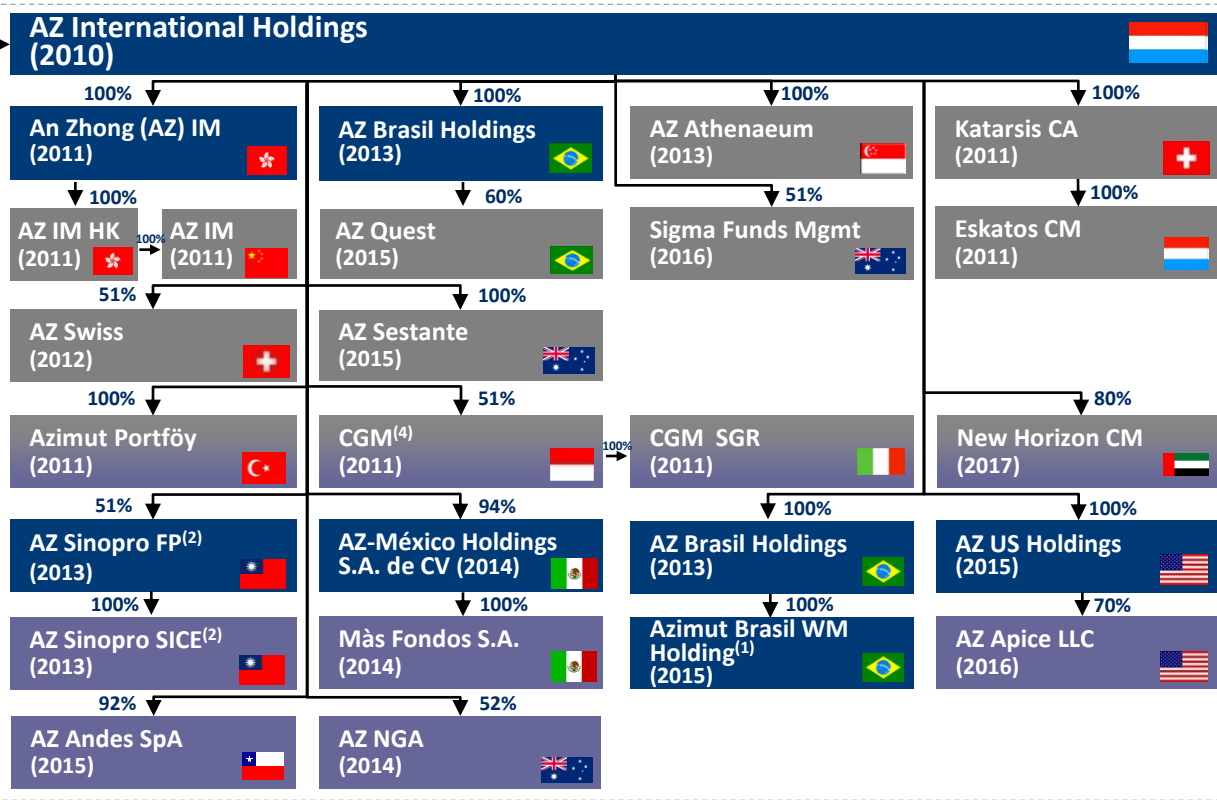 AZ International Holdings
(2010)
100%
100%
100%
100%
An Zhong (AZ) IM
(2011)
AZ Brasil Holdings
(2013)
AZ Athenaeum
(2013)
Katarsis CA
(2011)
100%
60%
51%
100%
AZ IM HK
(2011)
100%
AZ IM
(2011)
AZ Quest
(2015)
Sigma Funds Mgmt
(2016)
Eskatos CM
(2011)
51%
100%
AZ Swiss
(2012)
AZ Sestante
(2015)
100%
51%
80%
Azimut Portföy
(2011)
CGM(4)
(2011)
100%
CGM SGR
(2011)
New Horizon CM
(2017)
51%
94%
100%
100%
AZ Sinopro FP(2)
(2013)
AZ-México Holdings
S.A. de CV (2014)
AZ Brasil Holdings
(2013)
AZ US Holdings
(2015)
100%
100%
100%
70%
AZ Sinopro SICE(2)
(2013)
Màs Fondos S.A.
(2014)
Azimut Brasil WM
Holding(1)
(2015)
AZ Apice LLC
(2016)
92%
52%
AZ Andes SpA
(2015)
AZ NGA
(2014)